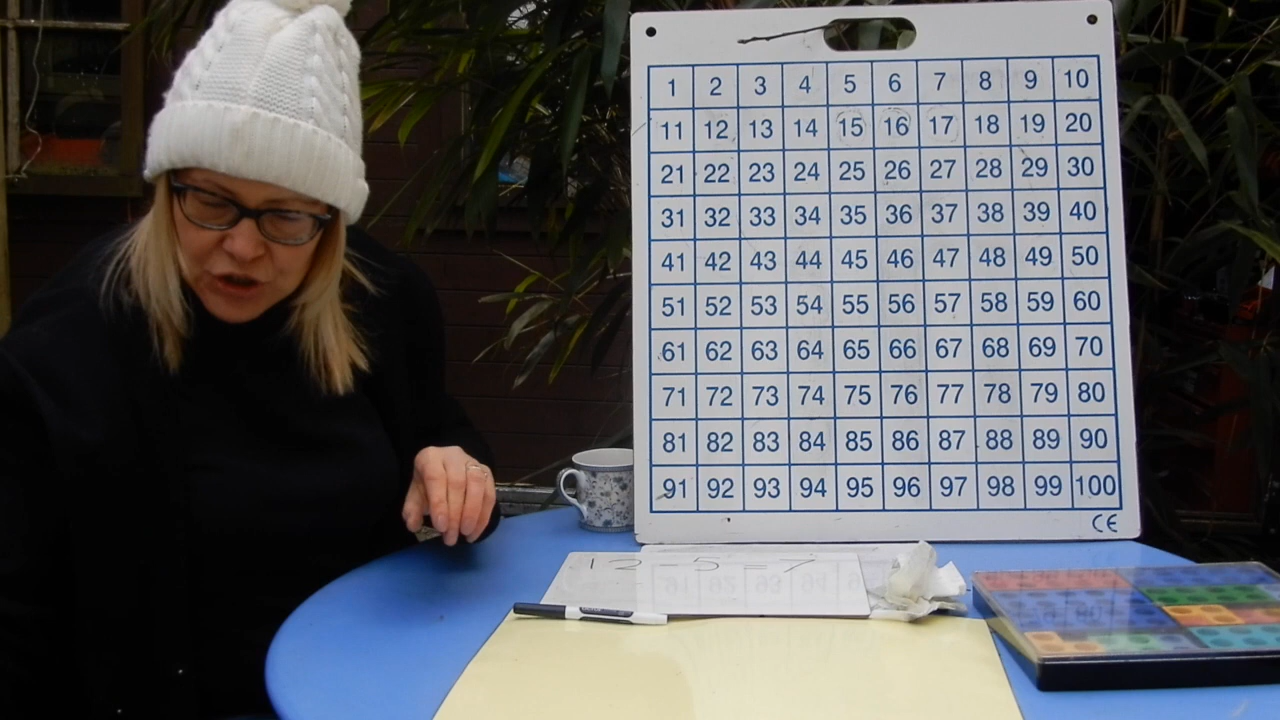 1 2 3 4 5 6 7 8 9 10
11 12 13 14 15 16 17 18 19 20
21 22 23 24 25 26 27 28 29 30
31 32 33 34 35 36 37 38 39 40
41 42 43 44 45 46 47 48 49 50
51 52 53 54 55 56 57 58 59 60
61 62 63 64 65 66 67 68 69 70
71 72 73 74 75 76 77 78 79 80
81 82 83 84 85 86 87 88 89 90
91 92 93 94 95 96 97 98 99 100
CE
12-5=7